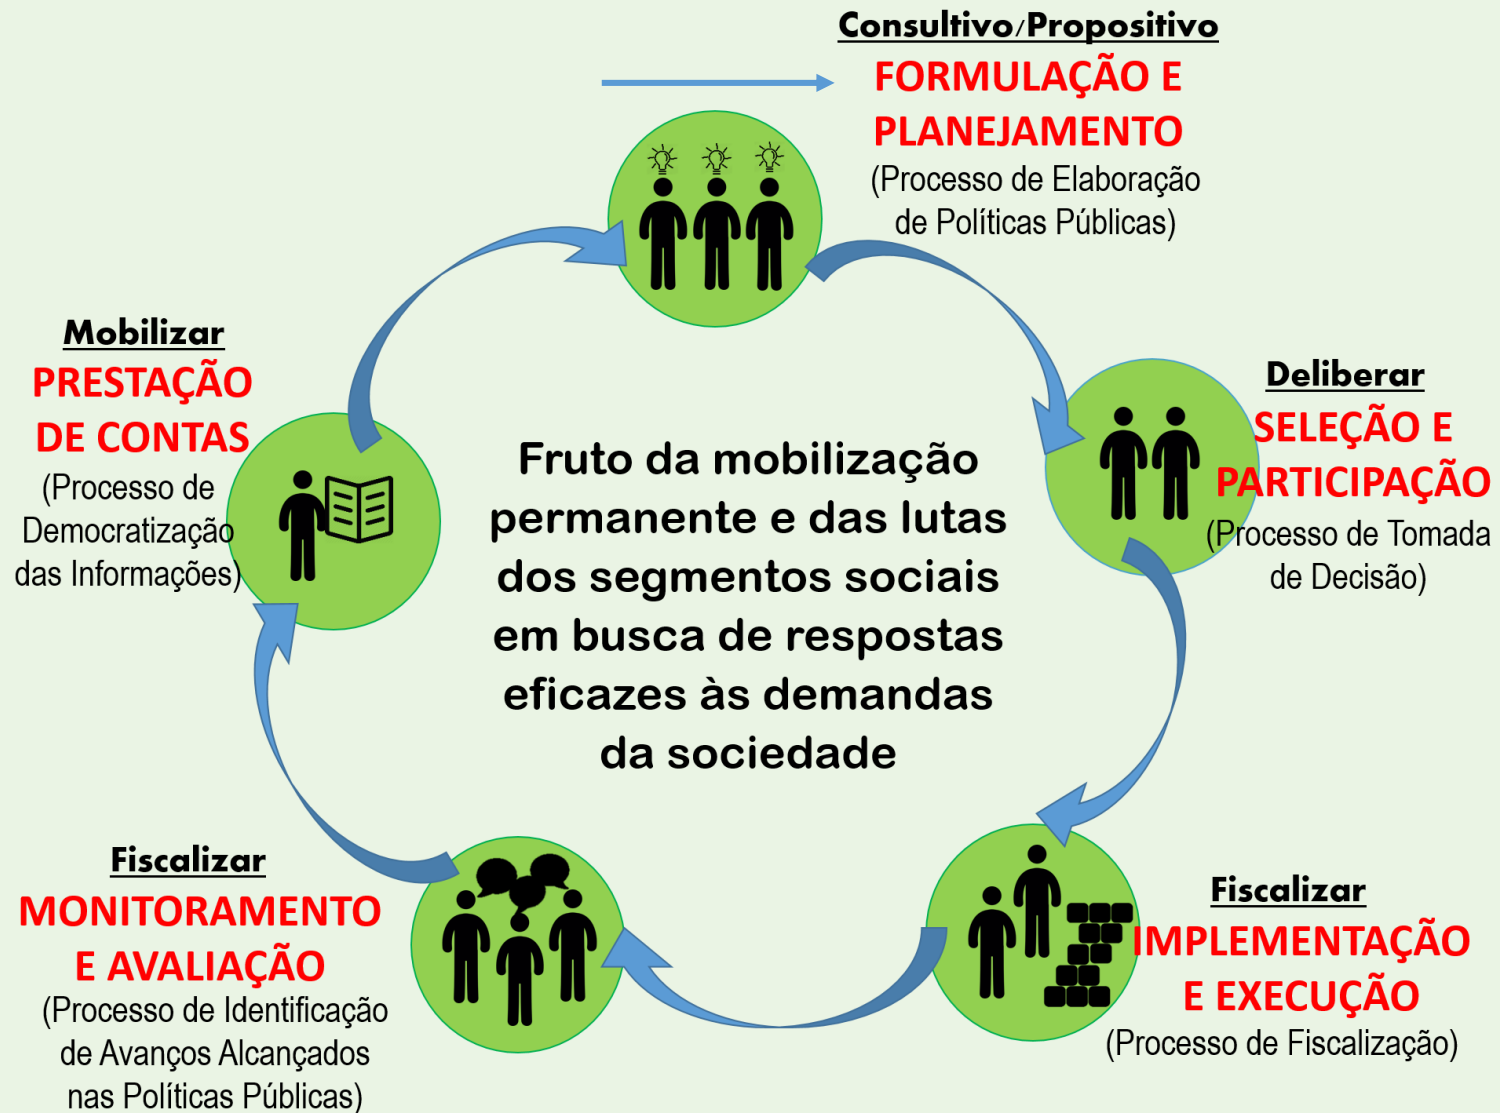 Consultivo/Propositivo
FORMULAÇÃO E
PLANEJAMENTO
(Processo de Elaboração
de Políticas Públicas)
Deliberar
SELEÇÃO E
PARTICIPAÇÃO
(Processo de Tomada
de Decisão)
Fiscalizar
IMPLEMENTAÇÃO
E EXECUÇÃO
(Processo de Fiscalização)
Fiscalizar
MONITORAMENTO
E AVALIAÇÃO
(Processo de Identificação
de Avanços Alcançados
nas Políticas Públicas)
Mobilizar
PRESTAÇÃO
DE CONTAS
(Processo de
Democratização
das Informações)
Fruto da mobilização
permanente e das lutas
dos segmentos sociais
em busca de respostas
eficazes às demandas
da sociedade